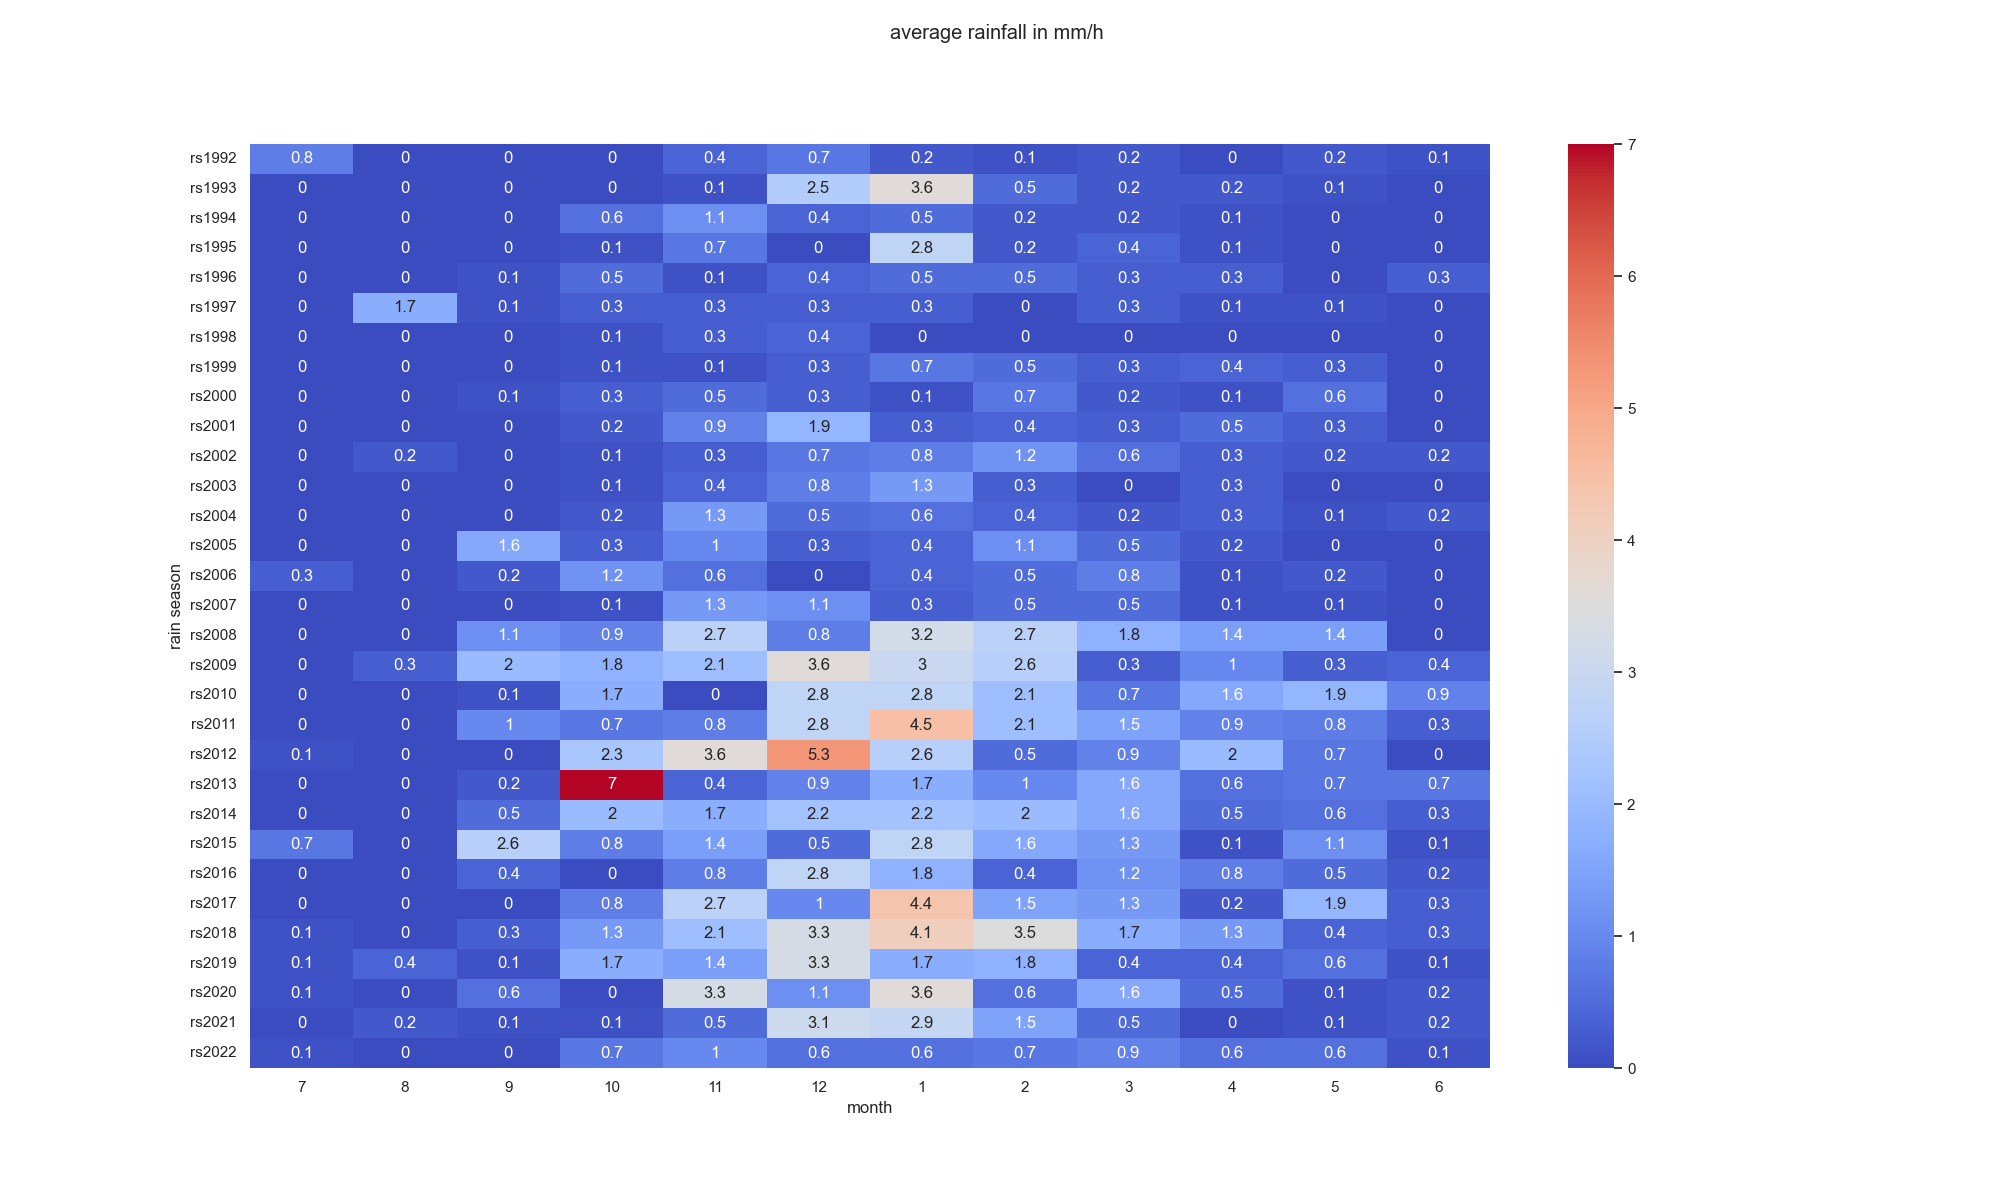 average rainfall in mm/h
rs1992 0.8 0 0 0 0.4 0.7 0.2 0.1 0.2 0 0.2 0.1
rs1993 0 0 0 0 0.1 2.5 3.6 0.5 0.2 0.2 0.1 0
rs1994 0 0 0 0.6 1.1 0.4 0.5 0.2 0.2 0.1 0 0
rs1995 0 0 0 0.1 0.7 0 2.8 0.2 0.4 0.1 0 0
rs1996 0 0 0.1 0.5 0.1 0.4 0.5 0.5 0.3 0.3 0 0.3
rs1997 0 1.7 0.1 0.3 0.3 0.3 0.3 0 0.3 0.1 0.1 0
rs1998 0 0 0 0.1 0.3 0.4 0 0 0 0 0 0
rs1999 0 0 0 0.1 0.1 0.3 0.7 0.5 0.3 0.4 0.3 0
rs2000 0 0 0.1 0.3 0.5 0.3 0.1 0.7 0.2 0.1 0.6 0
rs2001 0 0 0 0.2 0.9 1.9 0.3 0.4 0.3 0.5 0.3 0
rs2002 0 0.2 0 0.1 0.3 0.7 0.8 1.2 0.6 0.3 0.2 0.2
rs2003 0 0 0 0.1 0.4 0.8 1.3 0.3 0 0.3 0 0
rs2004 0 0 0 0.2 1.3 0.5 0.6 0.4 0.2 0.3 0.1 0.2
rs2005 0 0 1.6 0.3 1 0.3 0.4 1.1 0.5 0.2 0 0
rs2006 0.3 0 0.2 1.2 0.6 0 0.4 0.5 0.8 0.1 0.2 0
rs2007 0 0 0 0.1 1.3 1.1 0.3 0.5 0.5 0.1 0.1 0
rs2008 0 0 1.1 0.9 2.7 0.8 3.2 2.7 1.8 1.4 1.4 0
rs2009 0 0.3 2 1.8 2.1 3.6 3 2.6 0.3 1 0.3 0.4
rs2010 0 0 0.1 1.7 0 2.8 2.8 2.1 0.7 1.6 1.9 0.9
rs2011 0 0 1 0.7 0.8 2.8 4.5 2.1 1.5 0.9 0.8 0.3
rs2012 0.1 0 0 2.3 3.6 5.3 2.6 0.5 0.9 2 0.7 0
rs2013 0 0 0.2 7 0.4 0.9 1.7 1 1.6 0.6 0.7 0.7
rs2014 0 0 0.5 2 1.7 2.2 2.2 2 1.6 0.5 0.6 0.3
rs2015 0.7 0 2.6 0.8 1.4 0.5 2.8 1.6 1.3 0.1 1.1 0.1
rs2016 0 0 0.4 0 0.8 2.8 1.8 0.4 1.2 0.8 0.5 0.2
rs2017 0 0 0 0.8 2.7 1 4.4 1.5 1.3 0.2 1.9 0.3
rs2018 0.1 0 0.3 1.3 2.1 3.3 4.1 3.5 1.7 1.3 0.4 0.3
rs2019 0.1 0.4 0.1 1.7 1.4 3.3 1.7 1.8 0.4 0.4 0.6 0.1
rs2020 0.1 0 0.6 0 3.3 1.1 3.6 0.6 1.6 0.5 0.1 0.2
rs2021 0 0.2 0.1 0.1 0.5 3.1 2.9 1.5 0.5 0 0.1 0.2
rs2022 0.1 0 0 0.7 1 0.6 0.6 0.7 0.9 0.6 0.6 0.1
7 8 9 10 11 12 1 2 3 4 5 6
month
rain season
7
6
5
4
3
2
1
0